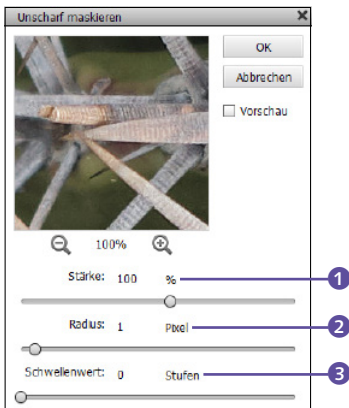 Unscharf maskieren
OK
Abbrechen
Vorschau
100%
Stärke: 100 % 1
Radius: 1 Pixel 2
Schwellenwert: 0 Stufen 3